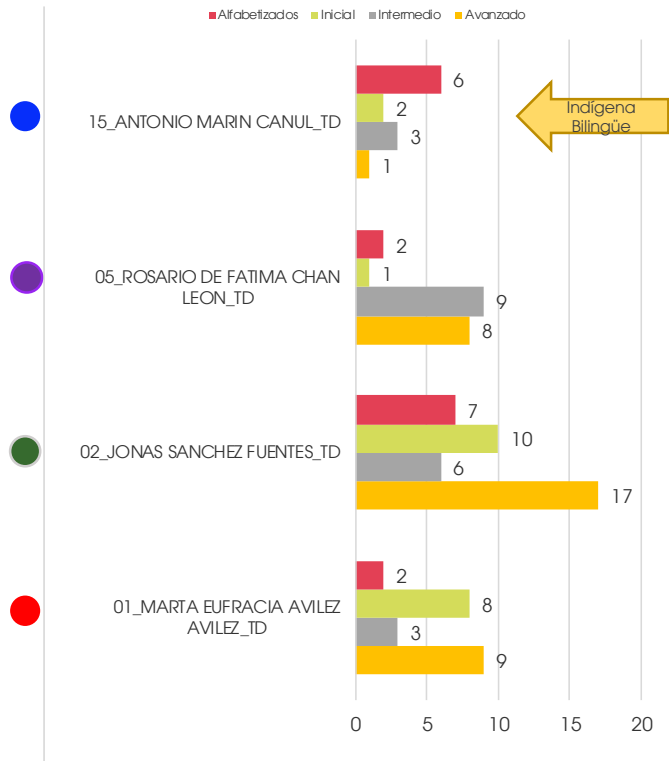 Alfabetizados Inicial Intermedio Avanzado
15_ANTONIO MARIN CANUL_TD
6
2
3
1
Indígena
Bilingüe
05_ROSARIO DE FATIMA CHAN
LEON_TD
2
1
9
8
02_JONAS SANCHEZ FUENTES_TD
7
10
6
17
01_MARTA EUFRACIA AVILEZ
AVILEZ_TD
2
8
3
9
0 5 10 15 20